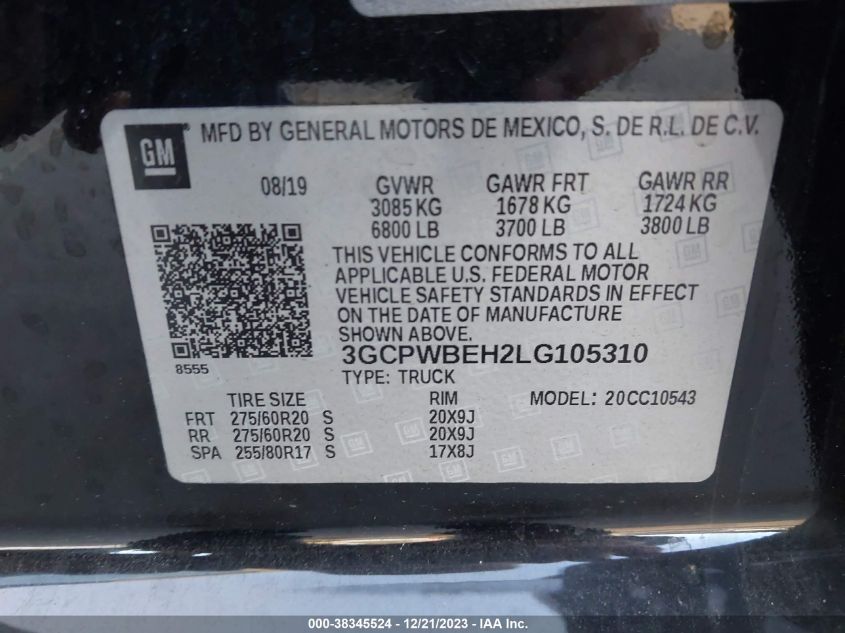 GM ® MFD BY GENERAL MOTORS DE MEXICO, S. DE R.L. DE C.V.
08/19 GVWR GAWR FRT GAWR RR
3085 KG 1678 KG 1724 KG
6800 LB 3700 LB 3800 LB
THIS VEHICLE CONFORMS TO ALL
APPLICABLE U.S. FEDERAL MOTOR
VEHICLE SAFETY STANDARDS IN EFFECT
ON THE DATE OF MANUFACTURE
SHOWN ABOVE.
8555
3GCPWBEH2LG105310
TYPE: TRUCK
TIRE SIZE RIM MODEL: 20CC10543
FRT 275/60R20 S 20X9J
RR 275/60R20 S 20X9J
SPA 255/80R17 S 17X8J
000-38345524 - 12/21/2023 - IAA Inc.